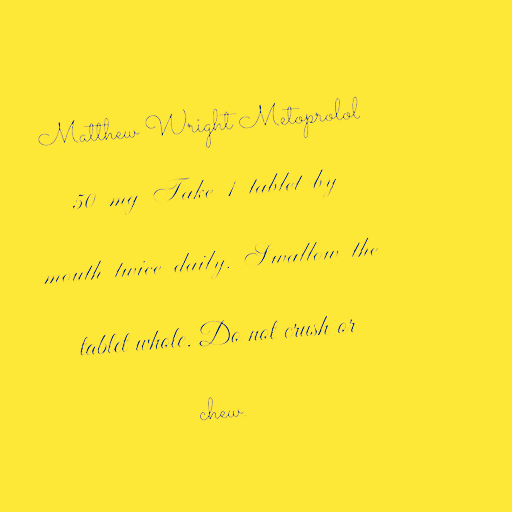 Matthew Wright Metoprolol
50 mg Take 1 tablet by
mouth twice daily. Swallow the
tablet whole. Do not crush or
chew.